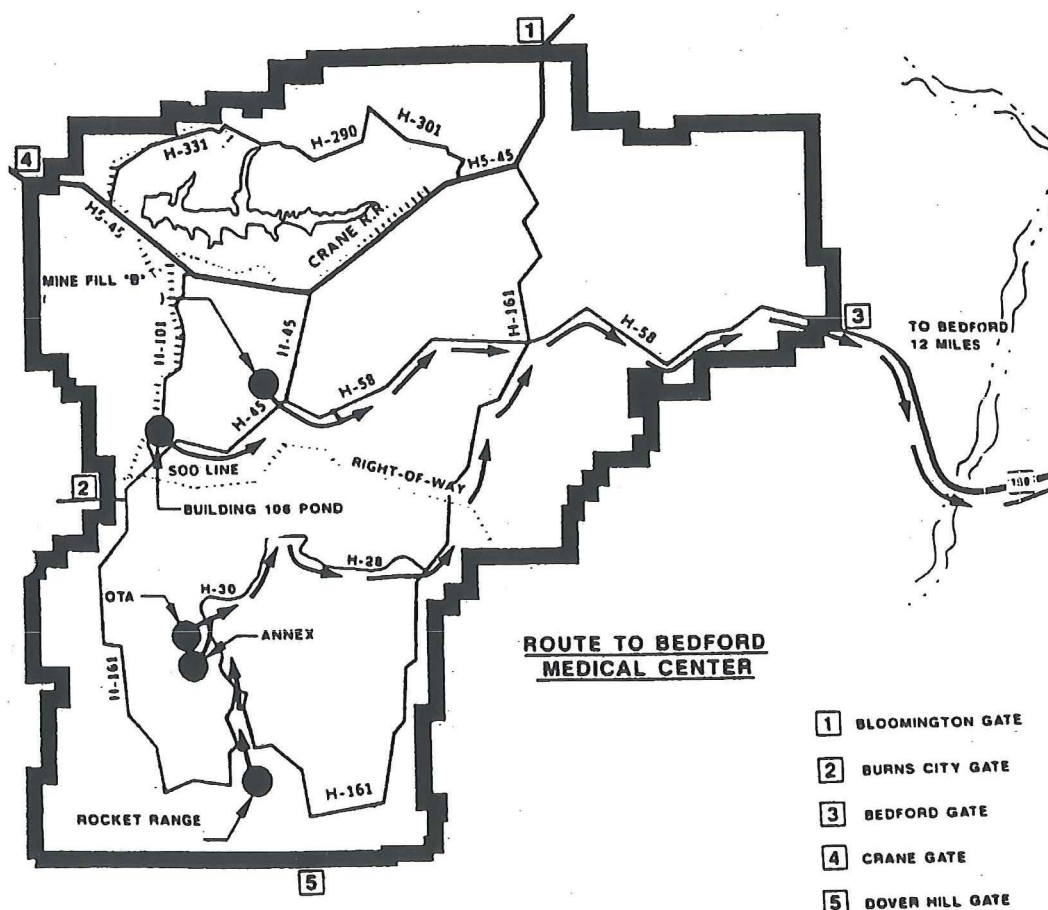 1
H-290
H-301
H-331
H5-45
4
H5-45
CRANE R.R.
MINE FILL "B"
H-101
H-45
H-161
H-58
3
TO BEDFORD
12 MILES
H-58
H-45
SOO LINE
RIGHT-OF-WAY
2
BUILDING 106 POND
H-28
H-30
OTA
ANNEX
H-161
ROUTE TO BEDFORD
MEDICAL CENTER
H-161
ROCKET RANGE
5
1 BLOOMINGTON GATE
2 BURNS CITY GATE
3 BEDFORD GATE
4 CRANE GATE
5 DOVER HILL GATE